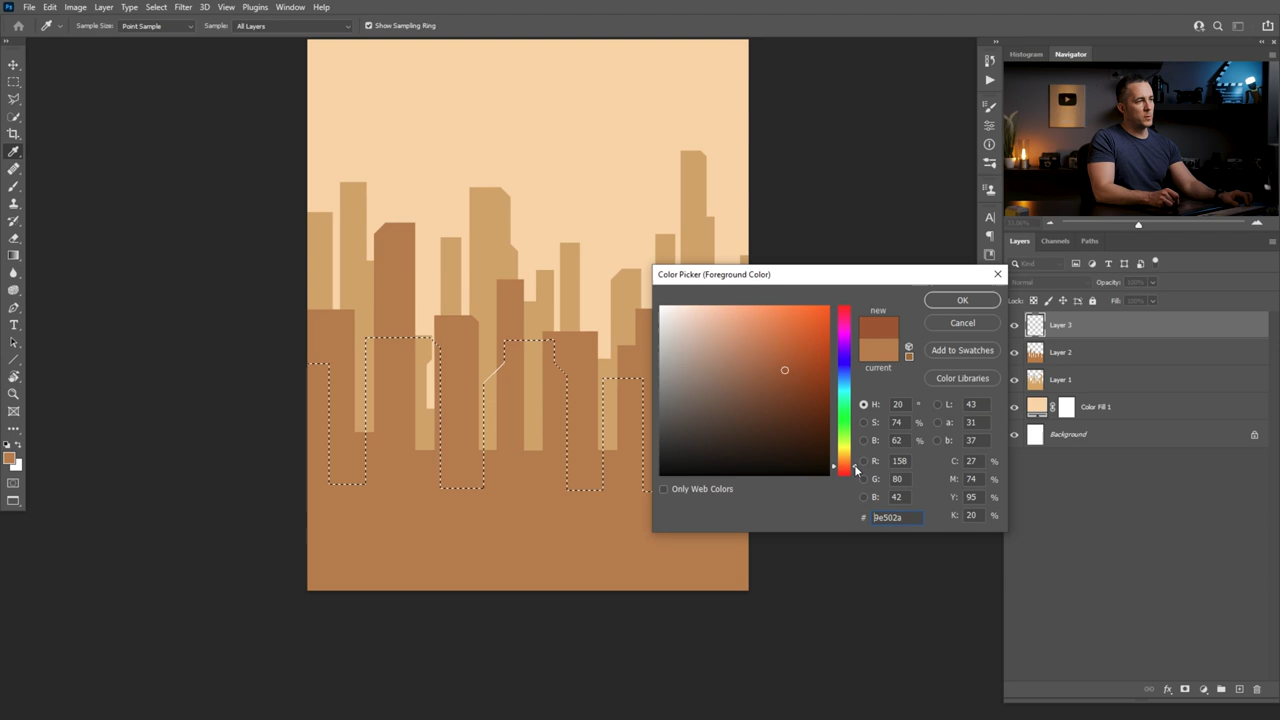 Ps File Edit Image Layer Type Select Filter 3D View Plugins Window Help
Sample Size: Point Sample Sample: All Layers Show Sampling Ring
Histogram Navigator
Layers Channels Paths
Kind
Normal Opacity: 100%
Lock: Fill: 100%
Layer 3
Layer 2
Layer 1
Color Fill 1
Background
Color Picker (Foreground Color)
new
current
OK
Cancel
Add to Swatches
Color Libraries
H: 20 ° L: 43
S: 74 % a: 31
B: 62 % b: 37
R: 158 C: 27 %
G: 80 M: 74 %
B: 42 Y: 95 %
# 9e502a K: 20 %
Only Web Colors